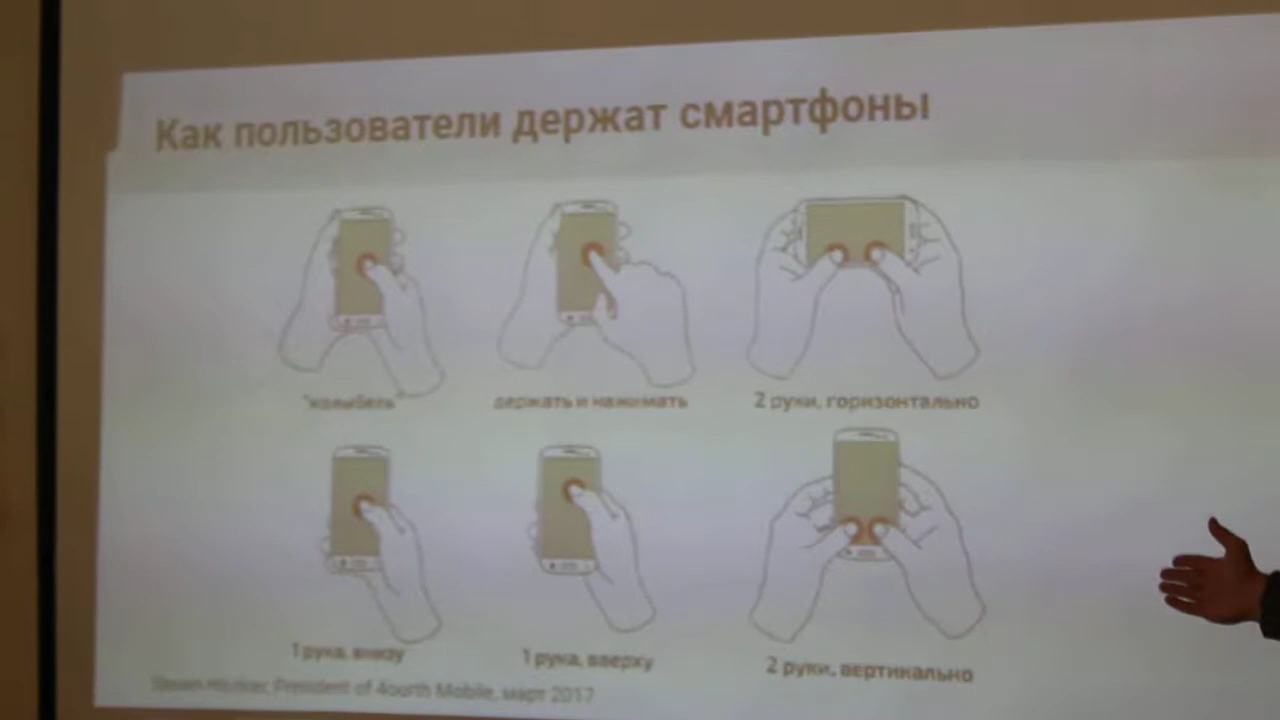 Как пользователи держат смартфоны
"колыбель"
держать и нажимать
2 руки, горизонтально
1 рука, внизу
1 рука, вверху
2 руки, вертикально
President of 4ourth Mobile, март 2017